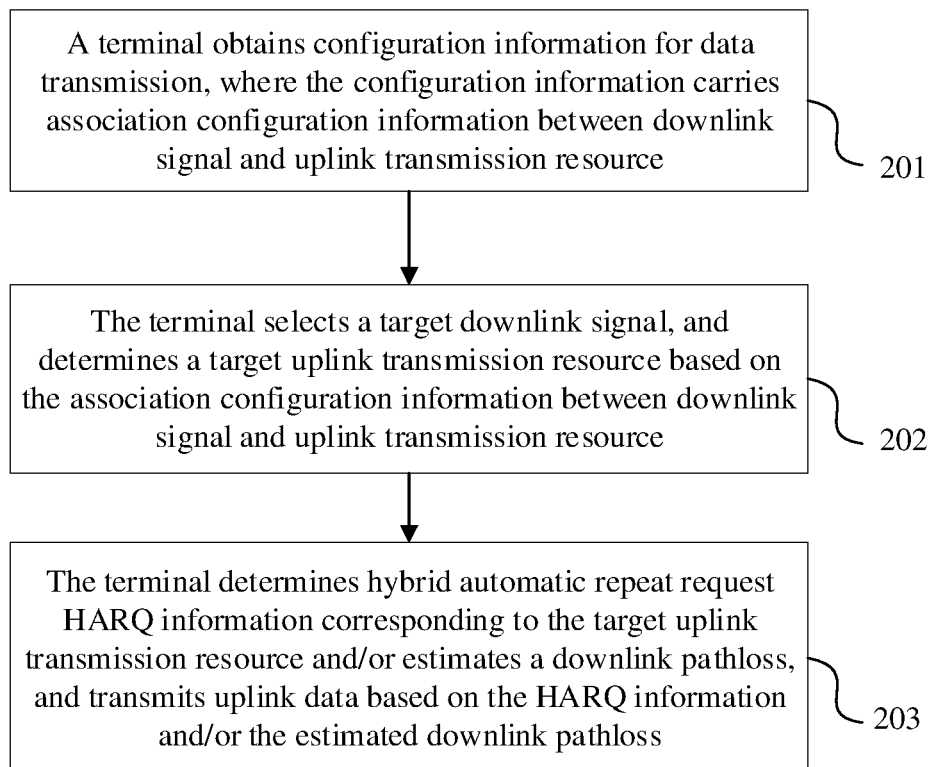 A terminal obtains configuration information for data
transmission, where the configuration information carries
association configuration information between downlink
signal and uplink transmission resource
201
The terminal selects a target downlink signal, and
determines a target uplink transmission resource based on
the association configuration information between downlink
signal and uplink transmission resource
202
The terminal determines hybrid automatic repeat request
HARQ information corresponding to the target uplink
transmission resource and/or estimates a downlink pathloss,
and transmits uplink data based on the HARQ information
and/or the estimated downlink pathloss
203